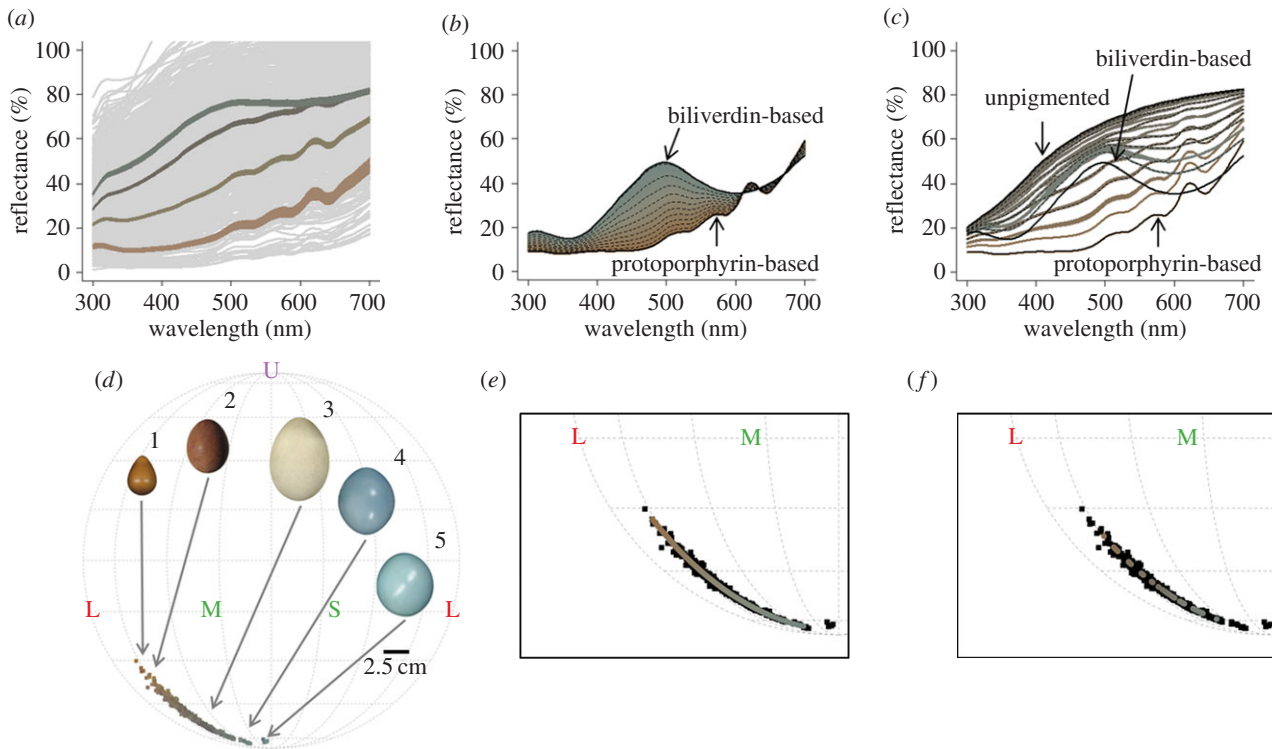 (a)
(b)
(c)
100
80
60
40
20
0
reflectance (%)
300 400 500 600 700
wavelength (nm)
100
80
60
40
20
0
reflectance (%)
biliverdin-based
protoporphyrin-based
300 400 500 600 700
wavelength (nm)
100
80
60
40
20
0
reflectance (%)
biliverdin-based
unpigmented
protoporphyrin-based
300 400 500 600 700
wavelength (nm)
(d)
U
1
2
3
4
5
L
M
S
L
2.5 cm
(e)
L
M
(f)
L
M